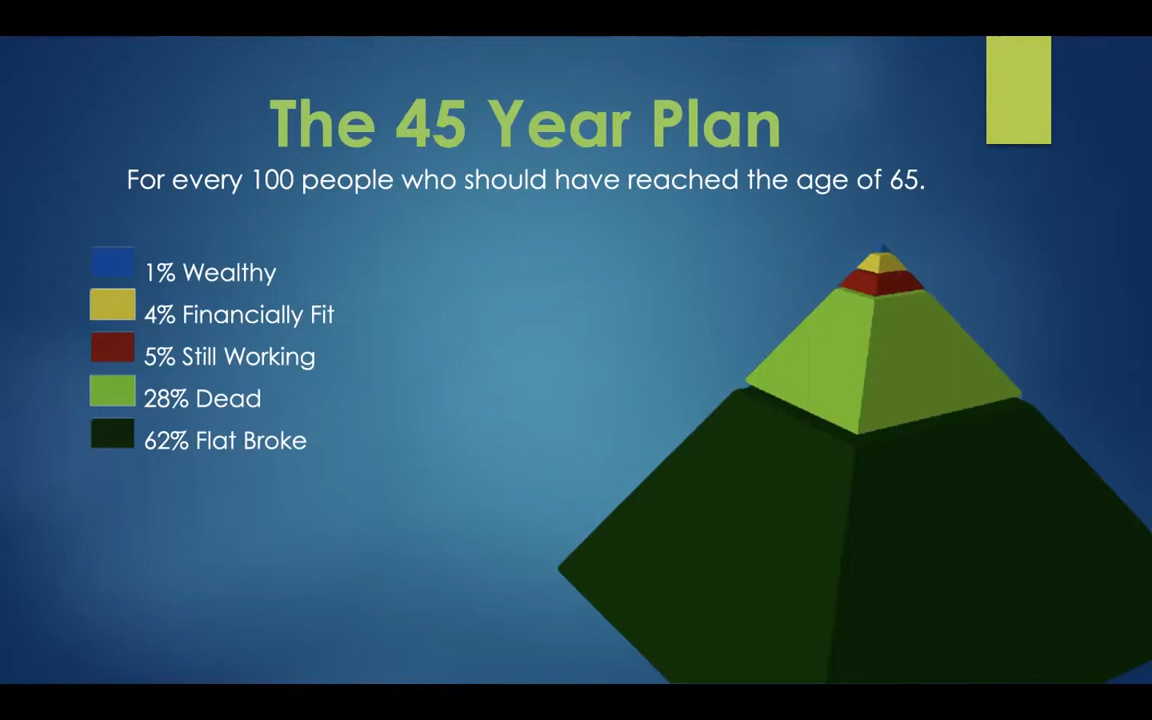 The 45 Year Plan
For every 100 people who should have reached the age of 65.
1% Wealthy
4% Financially Fit
5% Still Working
28% Dead
62% Flat Broke